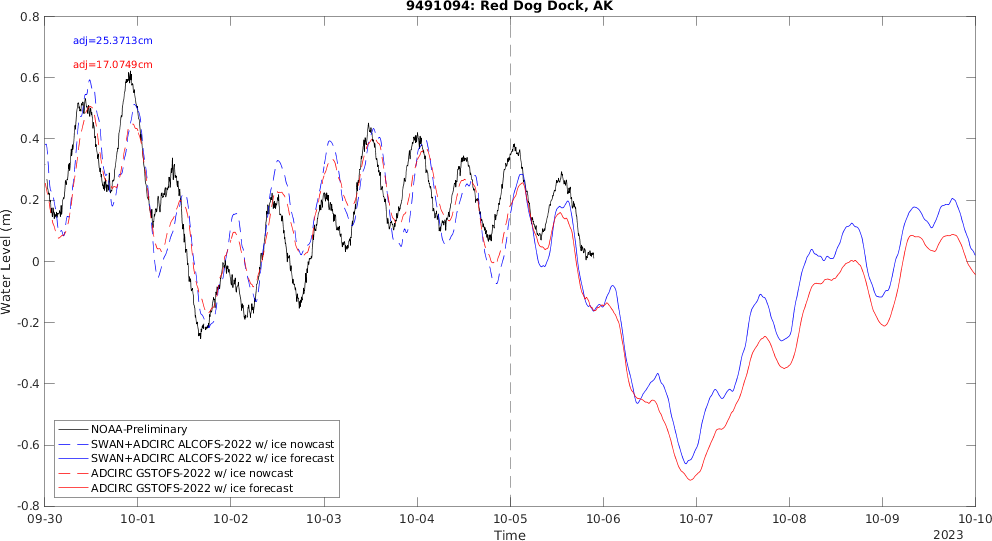 9491094: Red Dog Dock, AK
adj=25.3713cm
adj=17.0749cm
Water Level (m)
0.8
0.6
0.4
0.2
0
-0.2
-0.4
-0.6
-0.8
NOAA-Preliminary
SWAN+ADCIRC ALCOFS-2022 w/ ice nowcast
SWAN+ADCIRC ALCOFS-2022 w/ ice forecast
ADCIRC GSTOFS-2022 w/ ice nowcast
ADCIRC GSTOFS-2022 w/ ice forecast
09-30 10-01 10-02 10-03 10-04 10-05 10-06 10-07 10-08 10-09 10-10
Time
2023